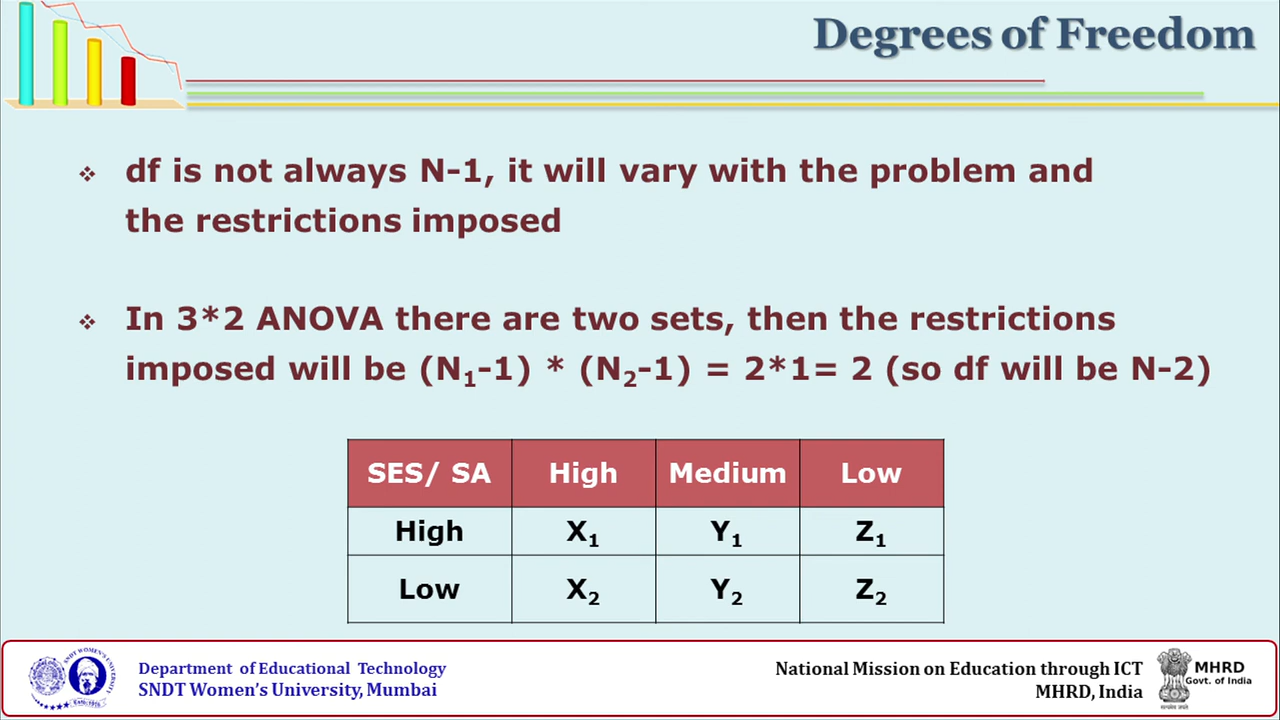 Degrees of Freedom
❖ df is not always N-1, it will vary with the problem and
the restrictions imposed
❖ In 3*2 ANOVA there are two sets, then the restrictions
imposed will be (N₁-1) * (N₂-1) = 2*1= 2 (so df will be N-2)
SES/ SA High Medium Low
High X₁ Y₁ Z₁
Low X₂ Y₂ Z₂
Department of Educational Technology
SNDT Women's University, Mumbai
National Mission on Education through ICT
MHRD, India
MHRD
Govt. of India